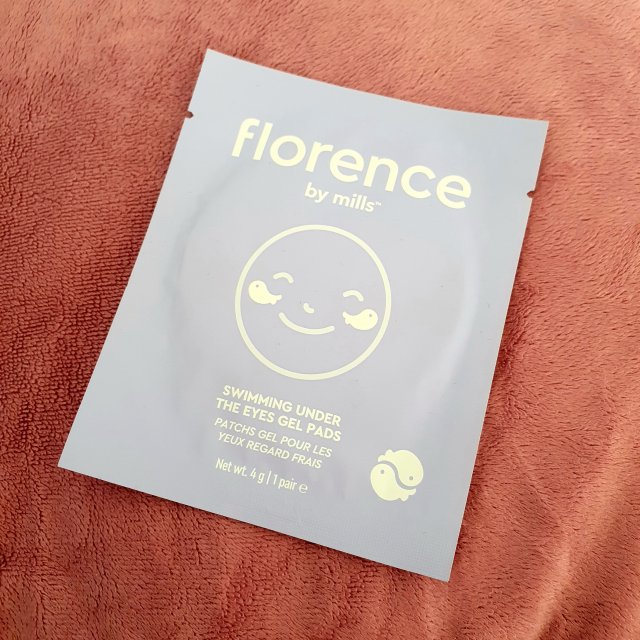 florence
by mills™
SWIMMING UNDER
THE EYES GEL PADS
PATCHS GEL POUR LES
YEUX REGARD FRAIS
Net wt. 4 g | 1 pair ℮